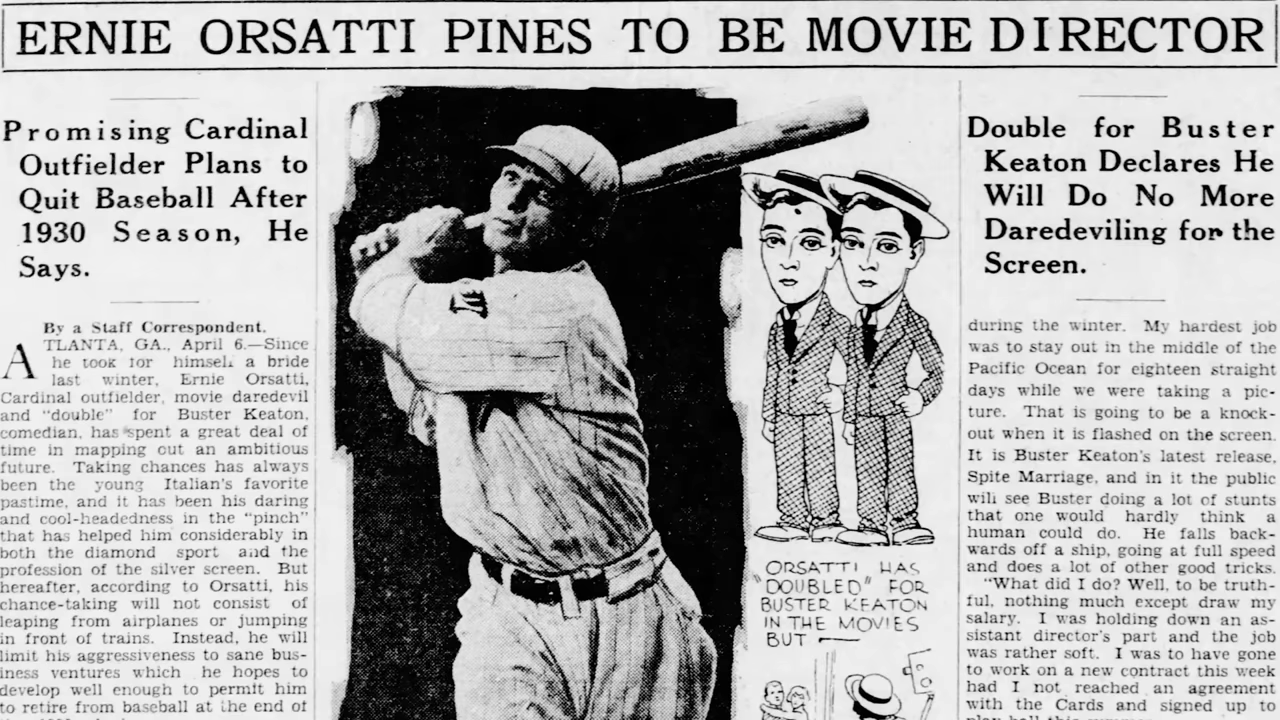 ERNIE ORSATTI PINES TO BE MOVIE DIRECTOR
Promising Cardinal
Outfielder Plans to
Quit Baseball After
1930 Season, He
Says.
By a Staff Correspondent.
ATLANTA, GA., April 6.—Since
he took for himself a bride
last winter, Ernie Orsatti,
Cardinal outfielder, movie daredevil
and "double" for Buster Keaton,
comedian, has spent a great deal of
time in mapping out an ambitious
future. Taking chances has always
been the young Italian's favorite
pastime, and it has been his daring
and cool-headedness in the "pinch"
that has helped him considerably in
both the diamond sport and the
profession of the silver screen. But
hereafter, according to Orsatti, his
chance-taking will not consist of
leaping from airplanes or jumping
in front of trains. Instead, he will
limit his aggressiveness to sane bus-
iness ventures which he hopes to
develop well enough to permit him
to retire from baseball at the end of
ORSATTI HAS
"DOUBLED" FOR
BUSTER KEATON
IN THE MOVIES
BUT —
Double for Buster
Keaton Declares He
Will Do No More
Daredeviling for the
Screen.
during the winter. My hardest job
was to stay out in the middle of the
Pacific Ocean for eighteen straight
days while we were taking a pic-
ture. That is going to be a knock-
out when it is flashed on the screen.
It is Buster Keaton's latest release,
Spite Marriage, and in it the public
will see Buster doing a lot of stunts
that one would hardly think a
human could do. He falls back-
wards off a ship, going at full speed
and does a lot of other good tricks.
"What did I do? Well, to be truth-
ful, nothing much except draw my
salary. I was holding down an as-
sistant director's part and the job
was rather soft. I was to have gone
to work on a new contract this week
had I not reached an agreement
with the Cards and signed up to